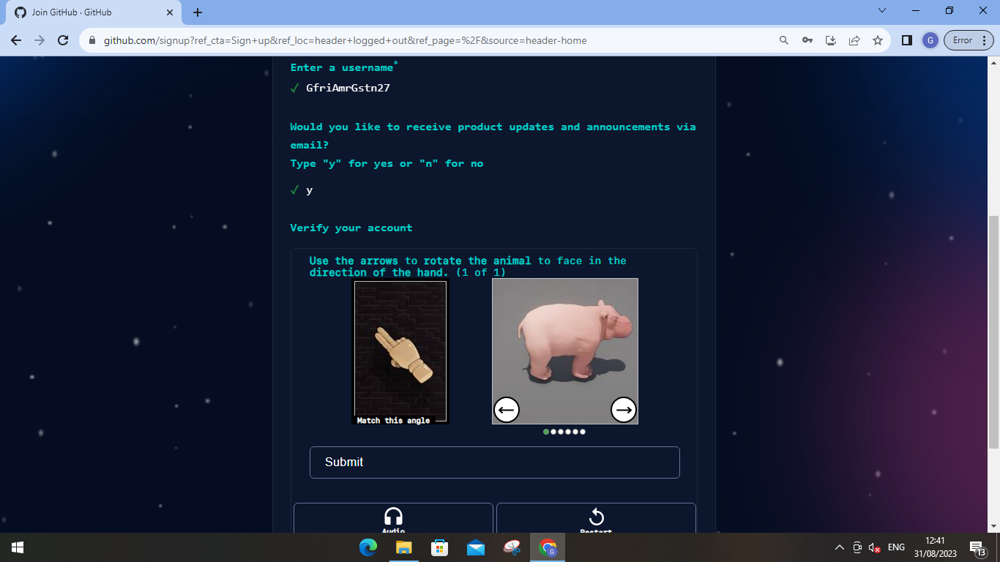 Join GitHub · GitHub
github.com/signup?ref_cta=Sign+up&ref_loc=header+logged+out&ref_page=%2F&source=header-home
G
Error
Enter a username*
✓ GfriAmrGstn27
Would you like to receive product updates and announcements via
email?
Type "y" for yes or "n" for no
✓ y
Verify your account
Use the arrows to rotate the animal to face in the
direction of the hand. (1 of 1)
Match this angle
Submit
Audio
Restart
G
ENG
12:41
31/08/2023
13